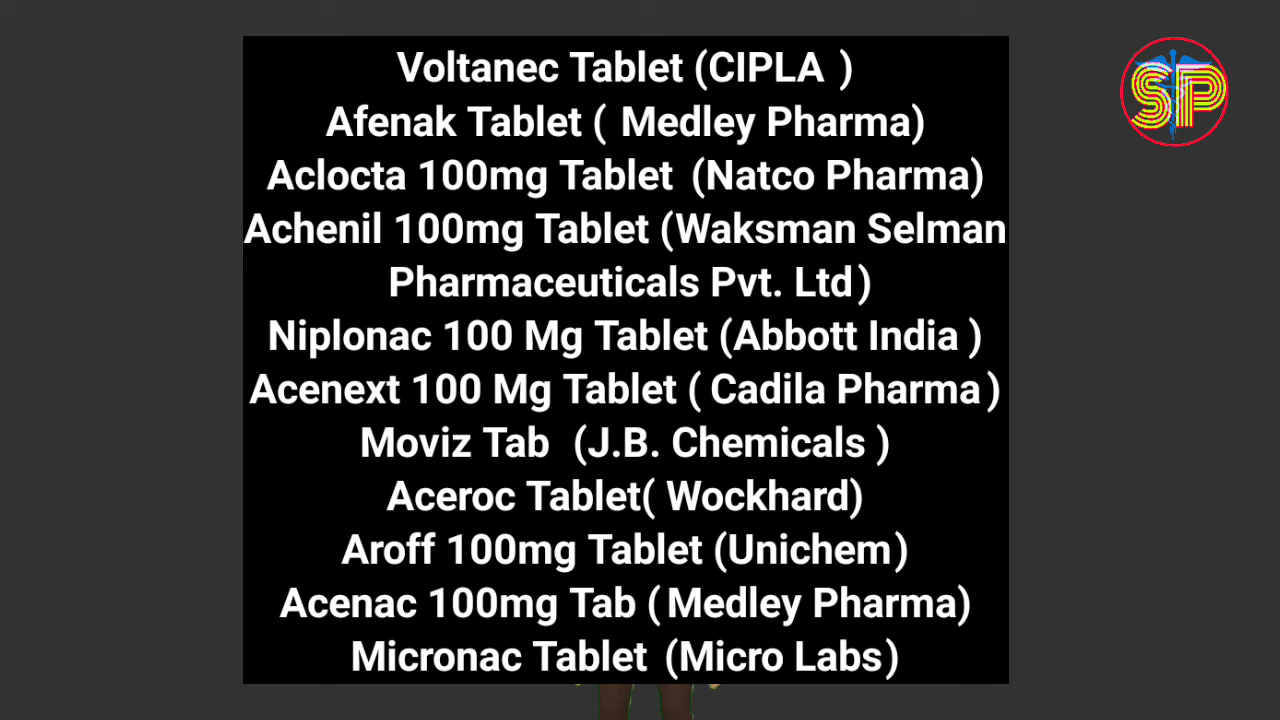 Voltanec Tablet (CIPLA )
Afenak Tablet ( Medley Pharma)
Aclocta 100mg Tablet (Natco Pharma)
Achenil 100mg Tablet (Waksman Selman
Pharmaceuticals Pvt. Ltd)
Niplonac 100 Mg Tablet (Abbott India )
Acenext 100 Mg Tablet ( Cadila Pharma )
Moviz Tab (J.B. Chemicals )
Aceroc Tablet( Wockhard)
Aroff 100mg Tablet (Unichem)
Acenac 100mg Tab ( Medley Pharma)
Micronac Tablet (Micro Labs)
SP